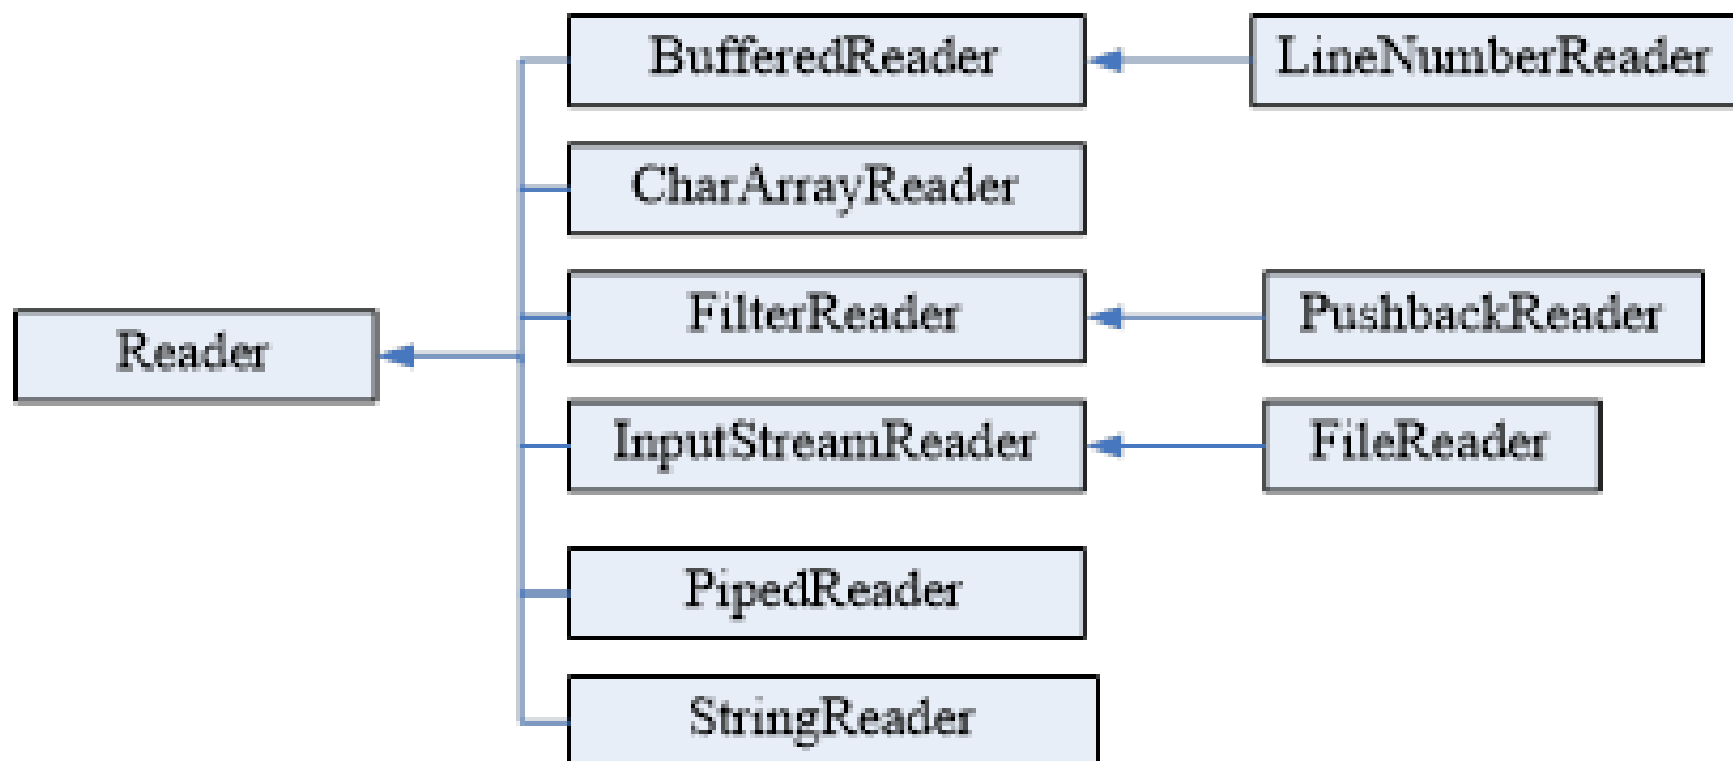 BufferedReader
LineNumberReader
CharArrayReader
FilterReader
PushbackReader
Reader
InputStreamReader
FileReader
PipedReader
StringReader